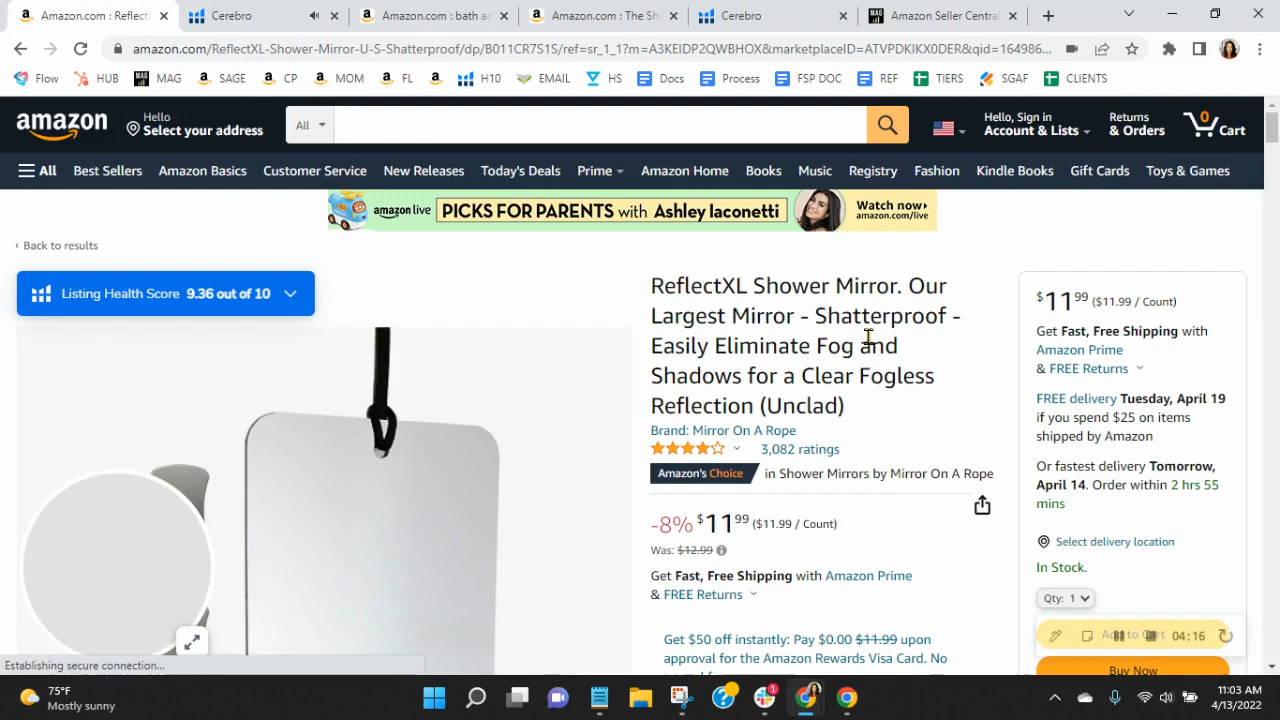 Amazon.com : Reflect
Cerebro
Amazon.com : bath ac
Amazon.com : The Sha
Cerebro
Amazon Seller Centra
amazon.com/ReflectXL-Shower-Mirror-U-S-Shatterproof/dp/B011CR7S1S/ref=sr_1_1?m=A3KEIDP2QWBHOX&marketplaceID=ATVPDKIKX0DER&qid=164986...
Flow HUB MAG SAGE CP MOM FL H10 EMAIL HS Docs Process FSP DOC REF TIERS SGAF CLIENTS
amazon
Hello
Select your address
All
Hello, Sign in
Account & Lists
Returns
& Orders
0
Cart
All Best Sellers Amazon Basics Customer Service New Releases Today's Deals Prime Amazon Home Books Music Registry Fashion Kindle Books Gift Cards Toys & Games
amazon live PICKS FOR PARENTS with Ashley Iaconetti
Watch now
amazon.com/live
‹ Back to results
Listing Health Score 9.36 out of 10
ReflectXL Shower Mirror. Our
Largest Mirror - Shatterproof -
Easily Eliminate Fog and
Shadows for a Clear Fogless
Reflection (Unclad)
Brand: Mirror On A Rope
3,082 ratings
Amazon's Choice in Shower Mirrors by Mirror On A Rope
-8% $11.99 ($11.99 / Count)
Was: $12.99
Get Fast, Free Shipping with Amazon Prime
& FREE Returns
Get $50 off instantly: Pay $0.00 $11.99 upon
approval for the Amazon Rewards Visa Card. No
$11.99 ($11.99 / Count)
Get Fast, Free Shipping with
Amazon Prime
& FREE Returns
FREE delivery Tuesday, April 19
if you spend $25 on items
shipped by Amazon
Or fastest delivery Tomorrow,
April 14. Order within 2 hrs 55
mins
Select delivery location
In Stock.
Qty: 1
Add to Cart
04:16
Buy Now
Establishing secure connection...
75°F
Mostly sunny
1
11:03 AM
4/13/2022